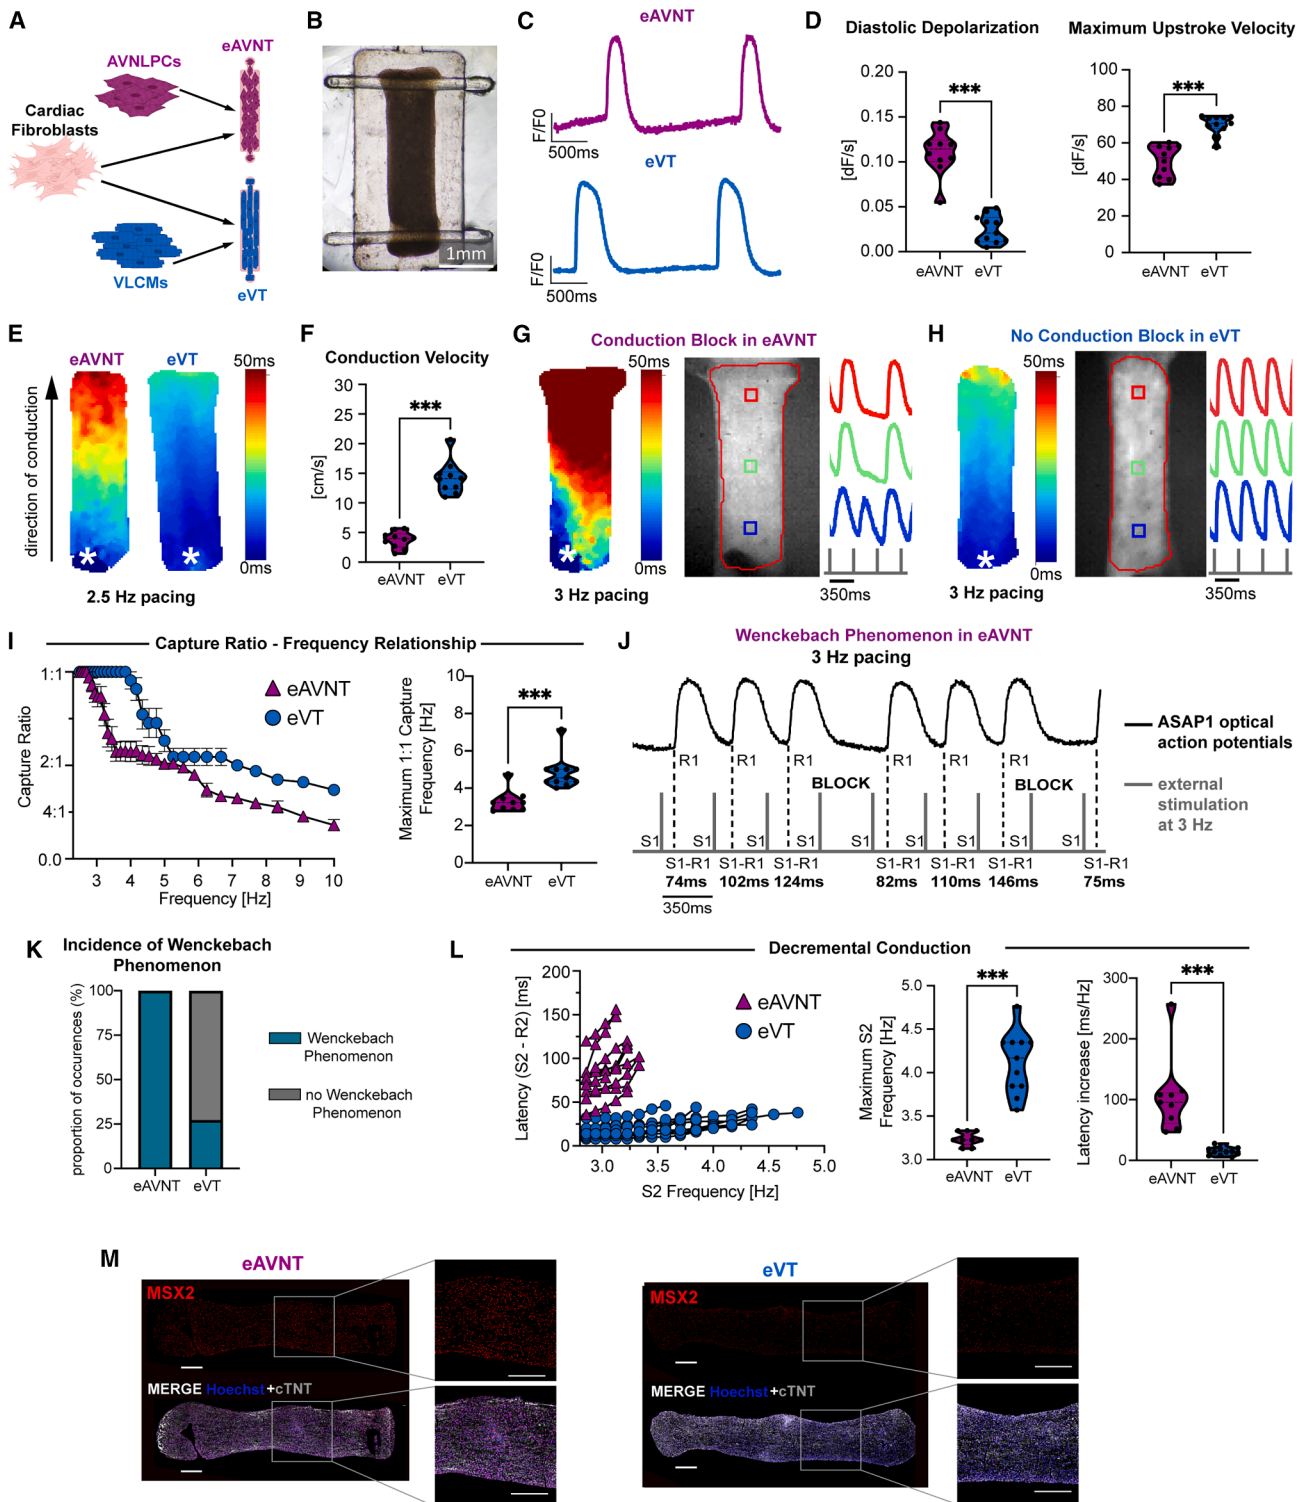 A
AVNLPCs
eAVNT
Cardiac
Fibroblasts
VLCMs
eVT
B
1mm
C
eAVNT
F/F0
500ms
eVT
F/F0
500ms
D
Diastolic Depolarization
[dF/s]
0.20
0.15
0.10
0.05
0.00
***
eAVNT eVT
Maximum Upstroke Velocity
[dF/s]
100
80
60
40
20
0
***
eAVNT eVT
E
direction of conduction
eAVNT eVT
50ms
0ms
* *
2.5 Hz pacing
F
Conduction Velocity
[cm/s]
30
25
20
15
10
5
0
***
eAVNT eVT
G
Conduction Block in eAVNT
50ms
0ms
*
3 Hz pacing
350ms
H
No Conduction Block in eVT
50ms
0ms
*
3 Hz pacing
350ms
I
Capture Ratio - Frequency Relationship
Capture Ratio
1:1
2:1
4:1
0.0
eAVNT
eVT
3 4 5 6 7 8 9 10
Frequency [Hz]
Maximum 1:1 Capture
Frequency [Hz]
10
8
6
4
2
0
***
eAVNT eVT
J
Wenckebach Phenomenon in eAVNT
3 Hz pacing
R1 R1 R1 R1 R1 R1
BLOCK BLOCK
S1 S1 S1 S1 S1 S1 S1 S1 S1
S1-R1 S1-R1 S1-R1 S1-R1 S1-R1 S1-R1 S1-R1
74ms 102ms 124ms 82ms 110ms 146ms 75ms
350ms
ASAP1 optical
action potentials
external
stimulation
at 3 Hz
K
Incidence of Wenckebach
Phenomenon
proportion of occurences (%)
100
75
50
25
0
eAVNT eVT
Wenckebach
Phenomenon
no Wenckebach
Phenomenon
L
Decremental Conduction
Latency (S2 - R2) [ms]
200
150
100
50
0
eAVNT
eVT
3.0 3.5 4.0 4.5 5.0
S2 Frequency [Hz]
Maximum S2
Frequency [Hz]
5.0
4.5
4.0
3.5
3.0
***
eAVNT eVT
Latency increase [ms/Hz]
300
200
100
0
***
eAVNT eVT
M
eAVNT
MSX2
MERGE Hoechst+cTNT
eVT
MSX2
MERGE Hoechst+cTNT